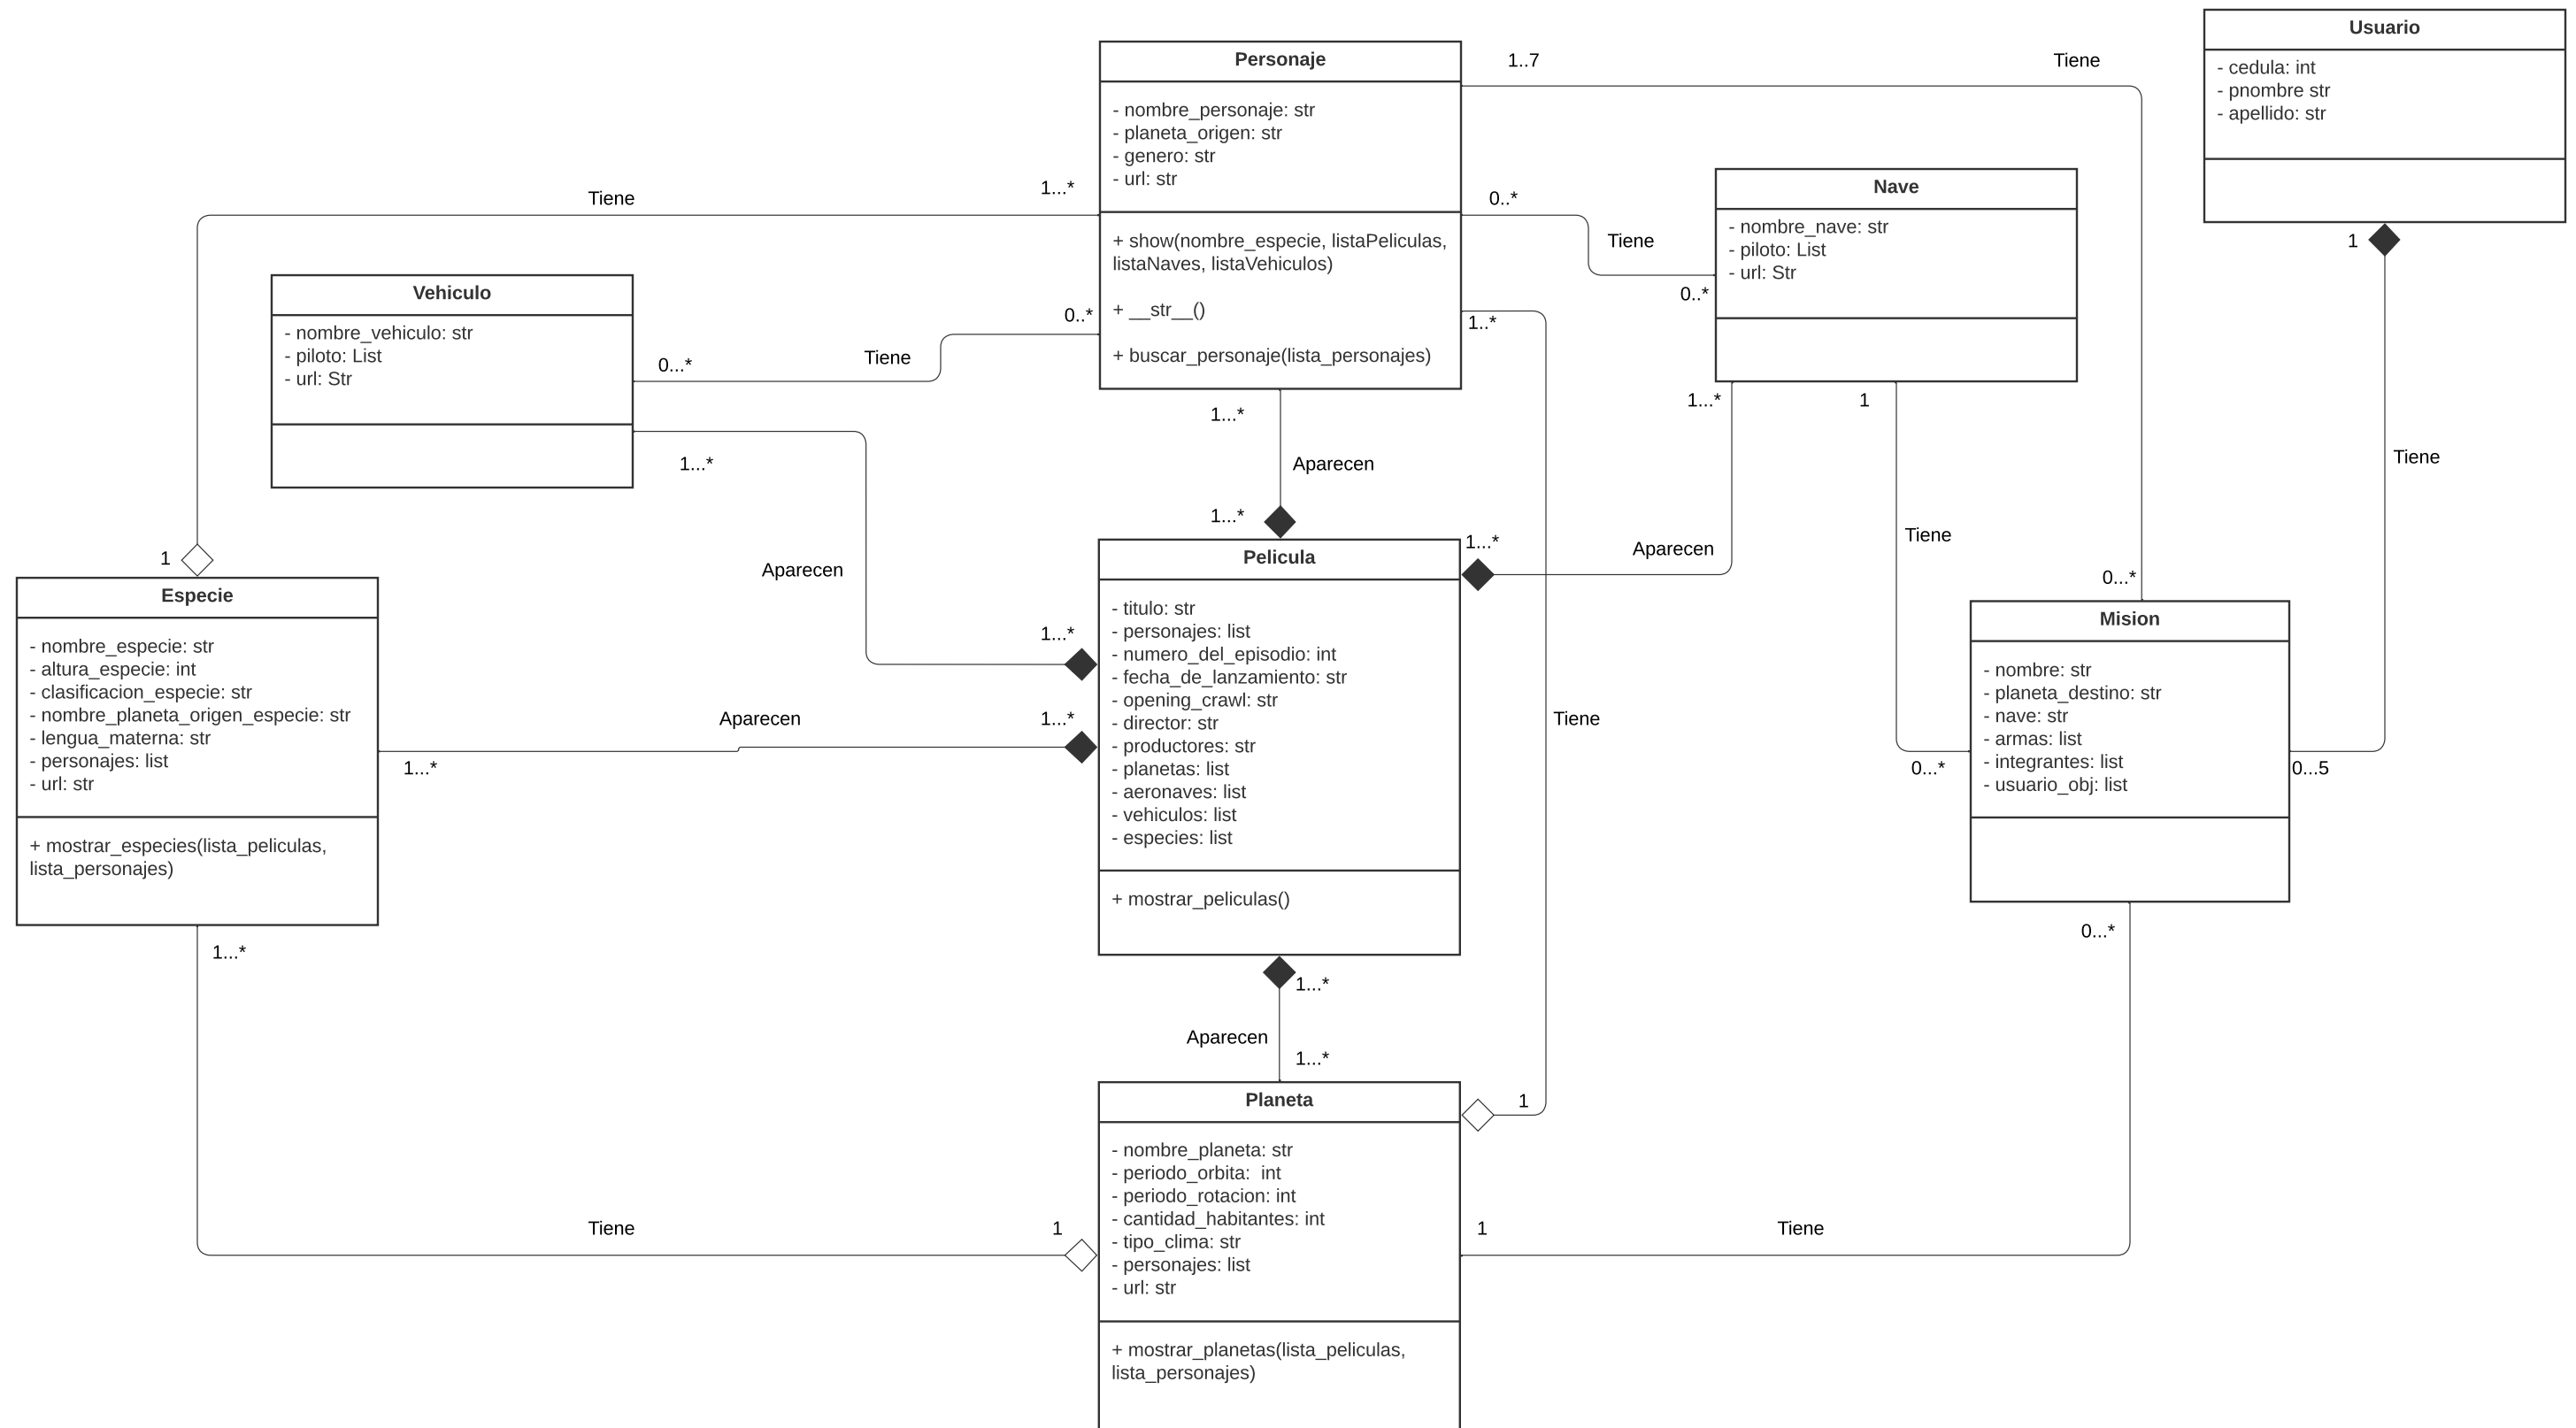 Usuario
- cedula: int
- pnombre str
- apellido: str
Personaje
- nombre_personaje: str
- planeta_origen: str
- genero: str
- url: str
+ show(nombre_especie, listaPeliculas,
listaNaves, listaVehiculos)
+ __str__()
+ buscar_personaje(lista_personajes)
1..7
Tiene
Nave
- nombre_nave: str
- piloto: List
- url: Str
Tiene
1...*
0..*
Tiene
0..*
1
Tiene
Vehiculo
- nombre_vehiculo: str
- piloto: List
- url: Str
0..*
Tiene
0...*
1..*
1...*
1
1...*
1...*
Aparecen
1...*
Aparecen
1...*
Aparecen
Tiene
1
Aparecen
1...*
0...*
Especie
- nombre_especie: str
- altura_especie: int
- clasificacion_especie: str
- nombre_planeta_origen_especie: str
- lengua_materna: str
- personajes: list
- url: str
+ mostrar_especies(lista_peliculas,
lista_personajes)
Pelicula
- titulo: str
- personajes: list
- numero_del_episodio: int
- fecha_de_lanzamiento: str
- opening_crawl: str
- director: str
- productores: str
- planetas: list
- aeronaves: list
- vehiculos: list
- especies: list
+ mostrar_peliculas()
Mision
- nombre: str
- planeta_destino: str
- nave: str
- armas: list
- integrantes: list
- usuario_obj: list
1...*
Aparecen
1...*
Tiene
0...*
0...5
1...*
0...*
1...*
Aparecen
1...*
1
Planeta
- nombre_planeta: str
- periodo_orbita:  int
- periodo_rotacion: int
- cantidad_habitantes: int
- tipo_clima: str
- personajes: list
- url: str
+ mostrar_planetas(lista_peliculas,
lista_personajes)
Tiene
1
1
Tiene